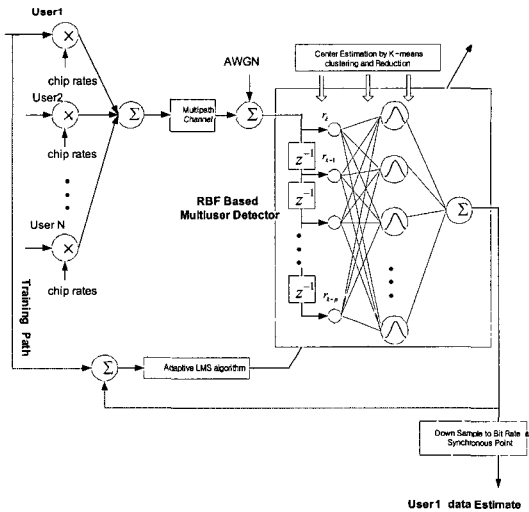 User1
chip rates
User2
chip rates
User N
chip rates
Training Path
Σ
Multipath
Channel
AWGN
Σ
Center Estimation by K-means
clustering and Reduction
RBF Based
Multiuser Detector
r_k
z^{-1}
r_{k-1}
z^{-1}
z^{-1}
r_{k-n}
Σ
Σ
Adaptive LMS algorithm
Down Sample to Bit Rate
Synchronous Point
User1 data Estimate